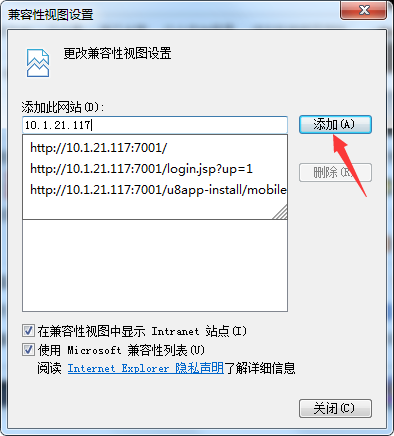 兼容性视图设置
更改兼容性视图设置
添加此网站(D):
10.1.21.117
添加(A)
http://10.1.21.117:7001/
http://10.1.21.117:7001/login.jsp?up=1
删除(R)
http://10.1.21.117:7001/u8app-install/mobile
在兼容性视图中显示 Intranet 站点(I)
使用 Microsoft 兼容性列表(U)
阅读 Internet Explorer 隐私声明了解详细信息
关闭(C)